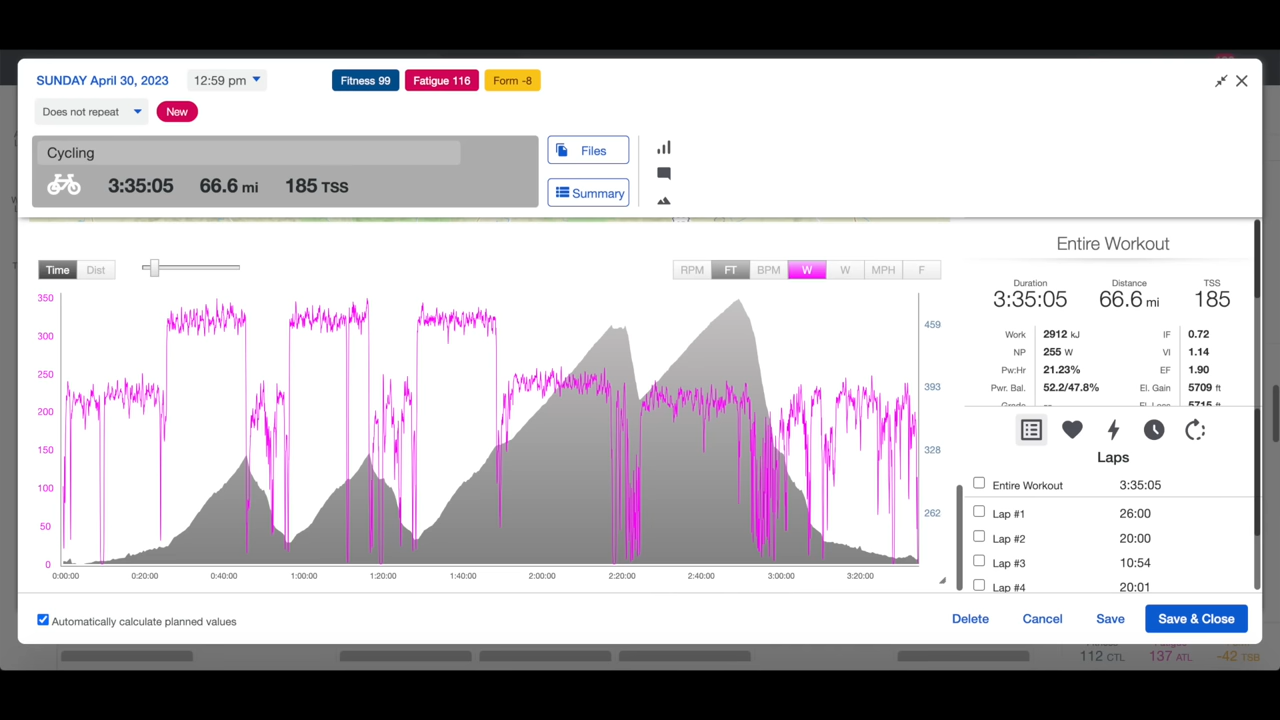 SUNDAY April 30, 2023
12:59 pm
Fitness 99
Fatigue 116
Form -8
Does not repeat
New
Cycling
3:35:05 66.6 mi 185 TSS
Files
Summary
Time Dist
RPM FT BPM W W MPH F
350
300
250
200
150
100
50
0
459
393
328
262
0:00:00 0:20:00 0:40:00 1:00:00 1:20:00 1:40:00 2:00:00 2:20:00 2:40:00 3:00:00 3:20:00
Entire Workout
Duration Distance TSS
3:35:05 66.6 mi 185
Work 2912 kJ IF 0.72
NP 255 W VI 1.14
Pw:Hr 21.23% EF 1.90
Pwr. Bal. 52.2/47.8% El. Gain 5709 ft
Grade -- El. Loss 5715 ft
Laps
Entire Workout 3:35:05
Lap #1 26:00
Lap #2 20:00
Lap #3 10:54
Lap #4 20:01
Automatically calculate planned values
Delete Cancel Save Save & Close
112 CTL 137 ATL -42 TSB